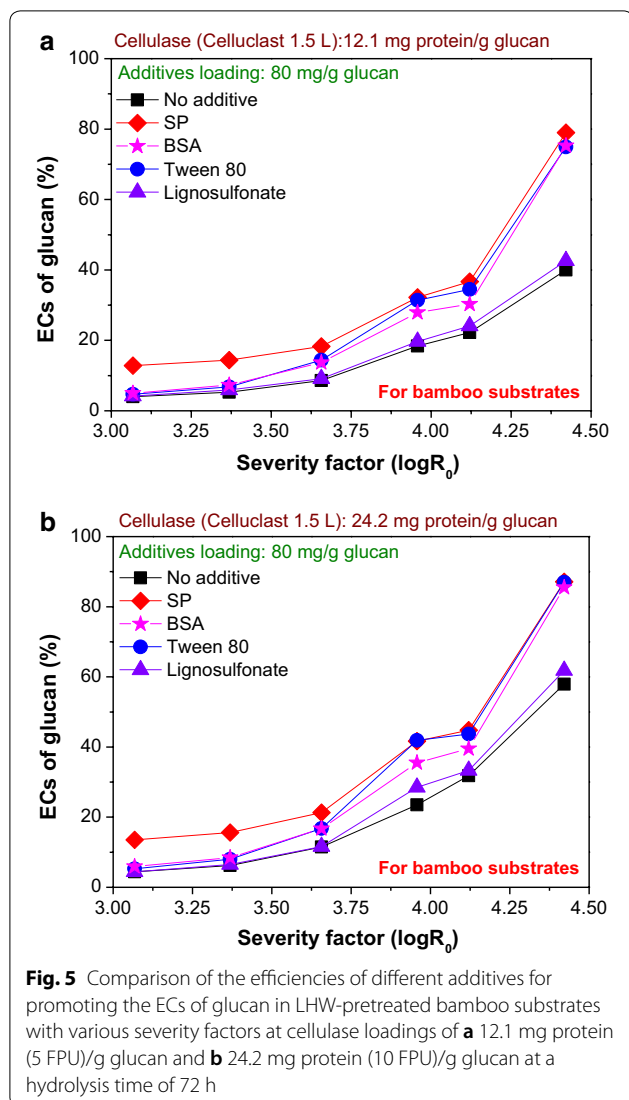 a
Cellulase (Celluclast 1.5 L):12.1 mg protein/g glucan
Additives loading: 80 mg/g glucan
No additive
SP
BSA
Tween 80
Lignosulfonate
100
80
60
40
20
0
ECs of glucan (%)
For bamboo substrates
3.00 3.25 3.50 3.75 4.00 4.25 4.50
Severity factor (logR0)
b
Cellulase (Celluclast 1.5 L): 24.2 mg protein/g glucan
Additives loading: 80 mg/g glucan
No additive
SP
BSA
Tween 80
Lignosulfonate
100
80
60
40
20
0
ECs of glucan (%)
For bamboo substrates
3.00 3.25 3.50 3.75 4.00 4.25 4.50
Severity factor (logR0)
Fig. 5 Comparison of the efficiencies of different additives for
promoting the ECs of glucan in LHW-pretreated bamboo substrates
with various severity factors at cellulase loadings of a 12.1 mg protein
(5 FPU)/g glucan and b 24.2 mg protein (10 FPU)/g glucan at a
hydrolysis time of 72 h